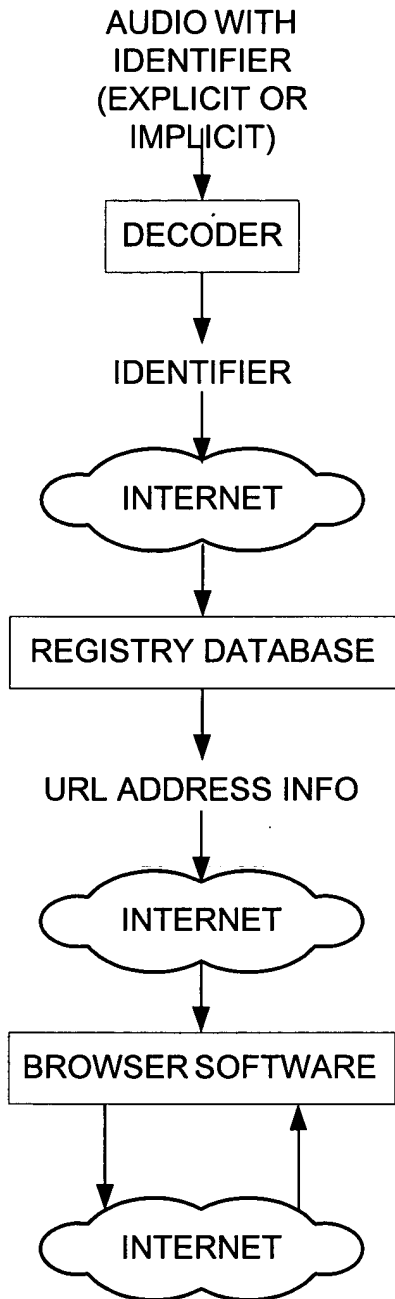 AUDIO WITH
IDENTIFIER
(EXPLICIT OR
IMPLICIT)
DECODER
IDENTIFIER
INTERNET
REGISTRY DATABASE
URL ADDRESS INFO
INTERNET
BROWSER SOFTWARE
INTERNET